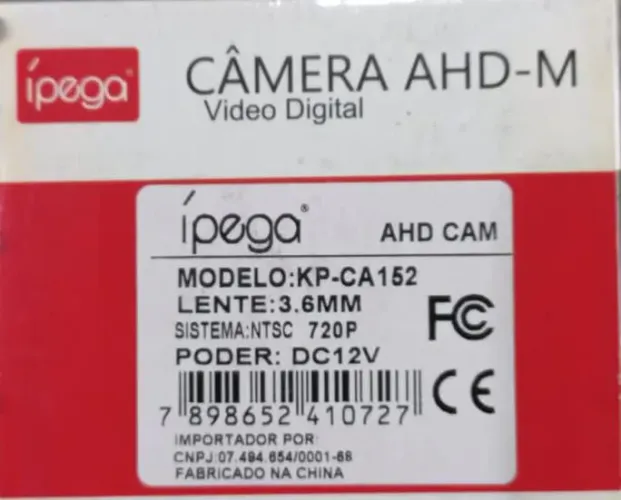 ípega
CÂMERA AHD-M
Video Digital
ípega®
AHD CAM
MODELO:KP-CA152
LENTE:3.6MM
SISTEMA:NTSC 720P
PODER: DC12V
FC
CE
7 898652 410727
IMPORTADOR POR:
CNPJ:07.494.654/0001-68
FABRICADO NA CHINA